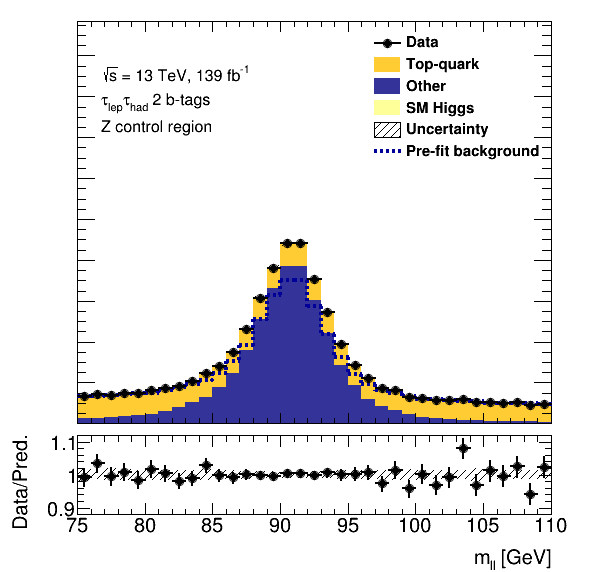 Data
Top-quark
Other
SM Higgs
Uncertainty
Pre-fit background
√s = 13 TeV, 139 fb⁻¹
τlepτhad 2 b-tags
Z control region
Data/Pred.
1.1
1
0.9
75 80 85 90 95 100 105 110
mll [GeV]